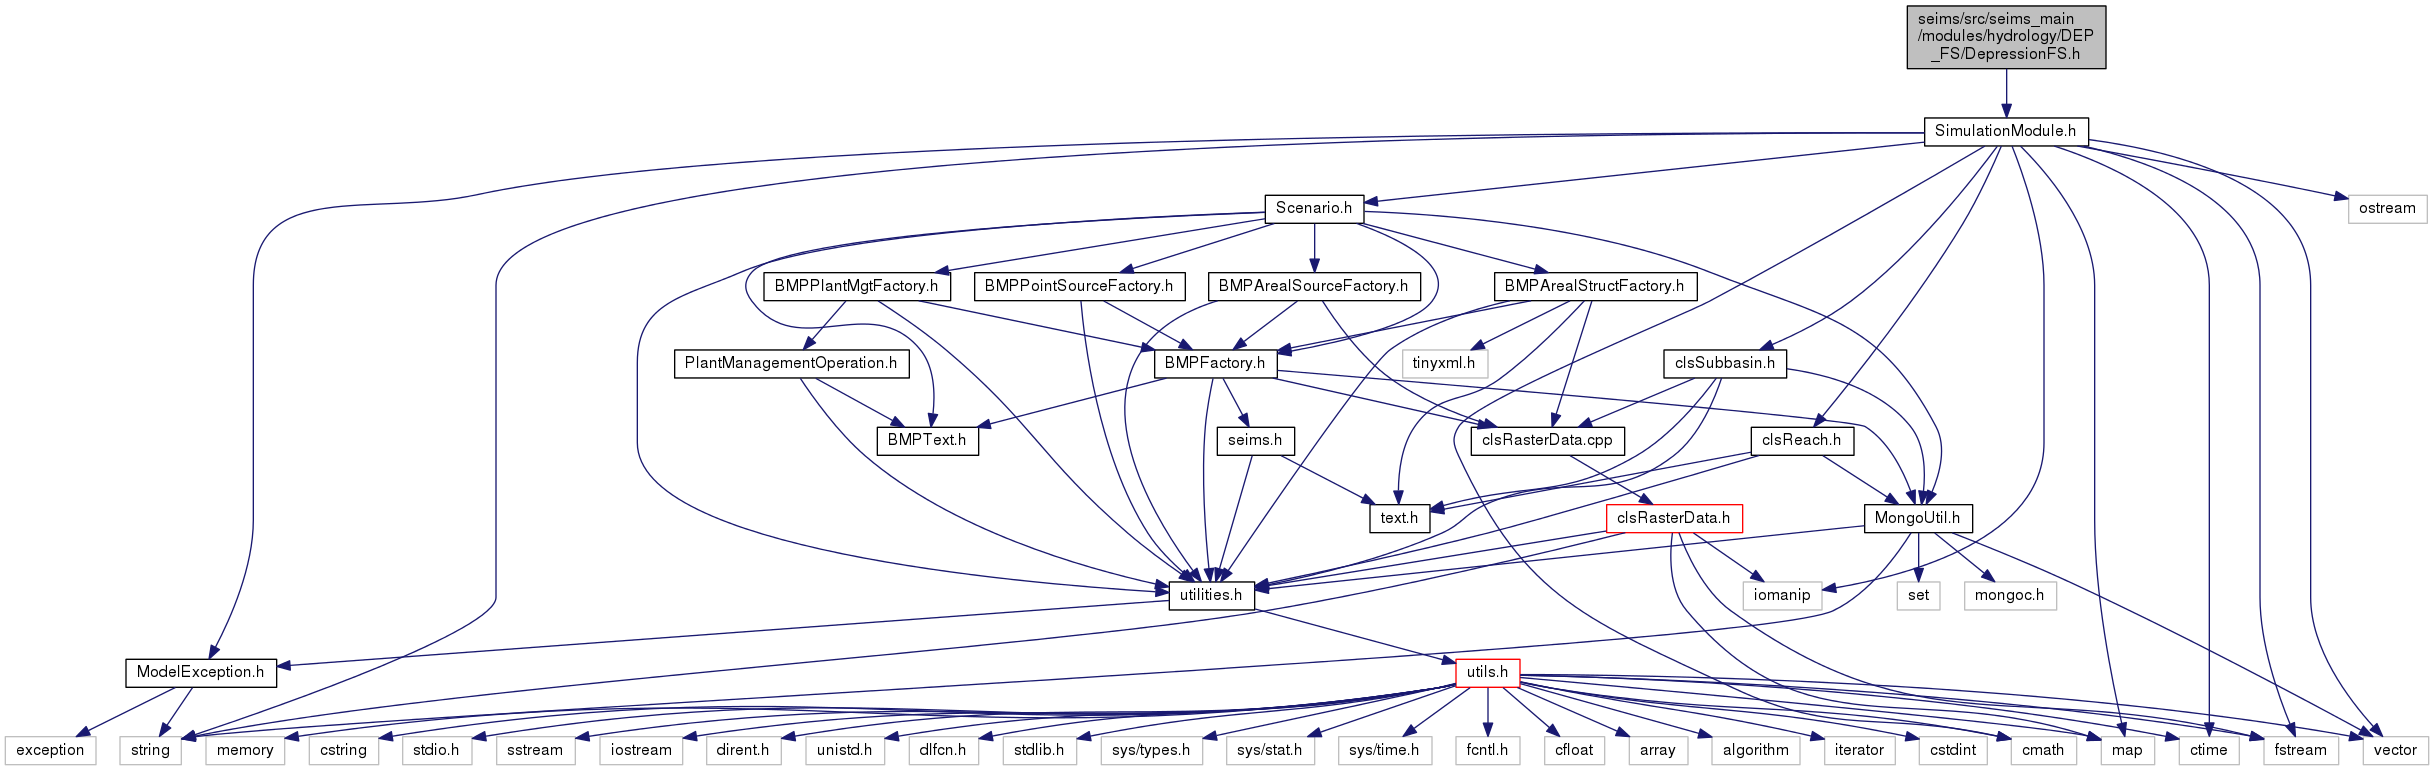 seims/src/seims_main
/modules/hydrology/DEP
_FS/DepressionFS.h
SimulationModule.h
Scenario.h
ostream
BMPPlantMgtFactory.h
BMPPointSourceFactory.h
BMPArealSourceFactory.h
BMPArealStructFactory.h
PlantManagementOperation.h
BMPFactory.h
tinyxml.h
clsSubbasin.h
BMPText.h
seims.h
clsRasterData.cpp
clsReach.h
text.h
clsRasterData.h
MongoUtil.h
utilities.h
iomanip
set
mongoc.h
ModelException.h
utils.h
exception
string
memory
cstring
stdio.h
sstream
iostream
dirent.h
unistd.h
dlfcn.h
stdlib.h
sys/types.h
sys/stat.h
sys/time.h
fcntl.h
cfloat
array
algorithm
iterator
cstdint
cmath
map
ctime
fstream
vector